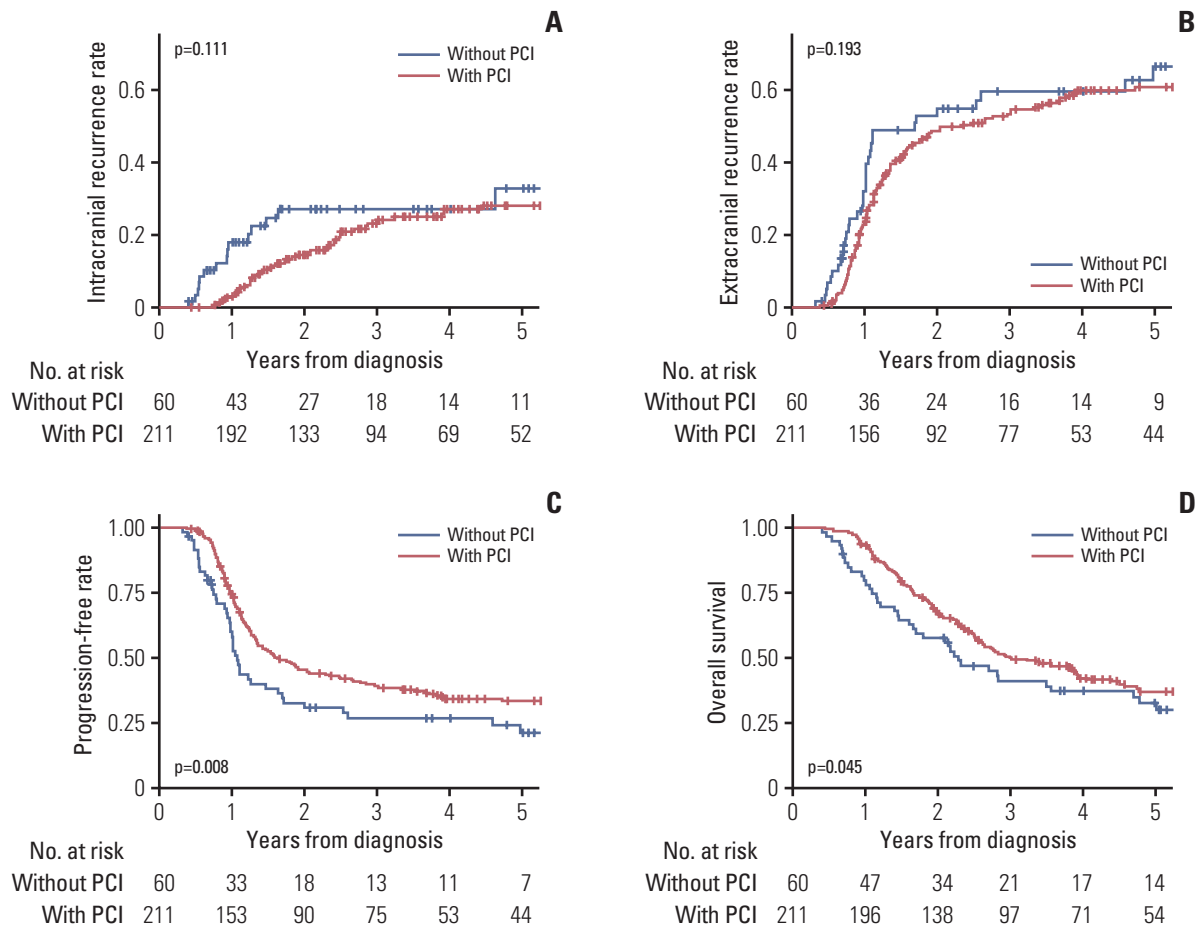 A
p=0.111
Without PCI
With PCI
Intracranial recurrence rate
0.6
0.4
0.2
0
0 1 2 3 4 5
Years from diagnosis
No. at risk
Without PCI 60 43 27 18 14 11
With PCI 211 192 133 94 69 52
B
p=0.193
Without PCI
With PCI
Extracranial recurrence rate
0.6
0.4
0.2
0
0 1 2 3 4 5
Years from diagnosis
No. at risk
Without PCI 60 36 24 16 14 9
With PCI 211 156 92 77 53 44
C
Without PCI
With PCI
Progression-free rate
1.00
0.75
0.50
0.25
0
p=0.008
0 1 2 3 4 5
Years from diagnosis
No. at risk
Without PCI 60 33 18 13 11 7
With PCI 211 153 90 75 53 44
D
Without PCI
With PCI
Overall survival
1.00
0.75
0.50
0.25
0
p=0.045
0 1 2 3 4 5
Years from diagnosis
No. at risk
Without PCI 60 47 34 21 17 14
With PCI 211 196 138 97 71 54